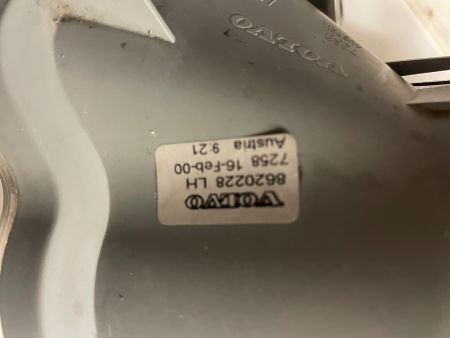 VOLVO
8620228 LH
7258 16-Feb-00
Austria 9:21
VOLVO